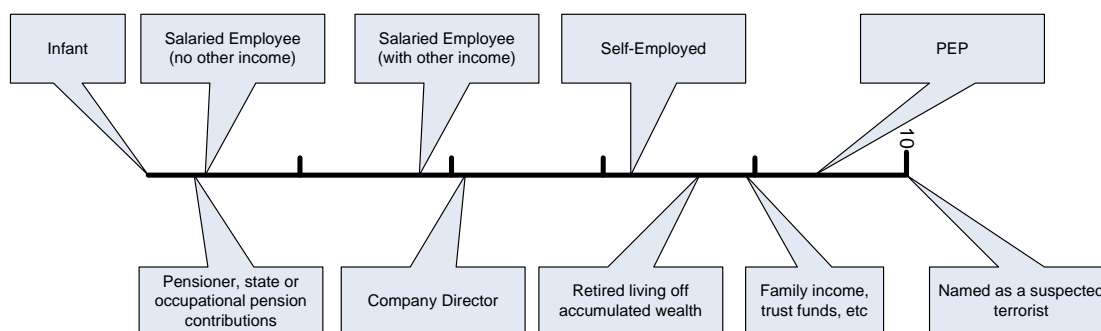 Infant
Salaried Employee
(no other income)
Salaried Employee
(with other income)
Self-Employed
PEP
10
Pensioner, state or
occupational pension
contributions
Company Director
Retired living off
accumulated wealth
Family income,
trust funds, etc
Named as a suspected
terrorist